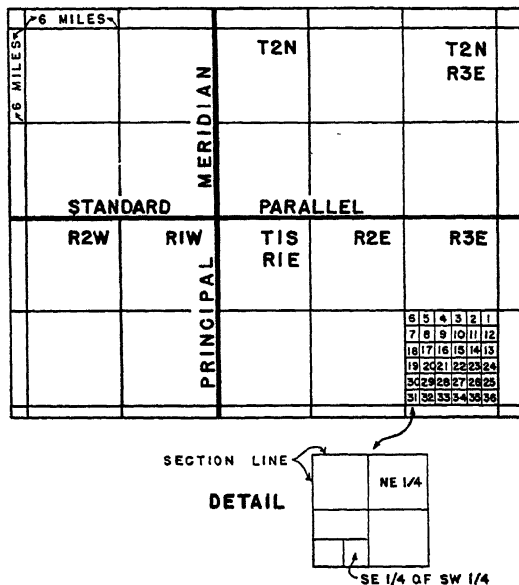 6 MILES
6 MILES
T2N
T2N
R3E
MERIDIAN
STANDARD PARALLEL
R2W R1W T1S R2E R3E
R1E
PRINCIPAL
6 5 4 3 2 1
7 8 9 10 11 12
18 17 16 15 14 13
19 20 21 22 23 24
30 29 28 27 26 25
31 32 33 34 35 36
SECTION LINE
NE 1/4
DETAIL
SE 1/4 OF SW 1/4